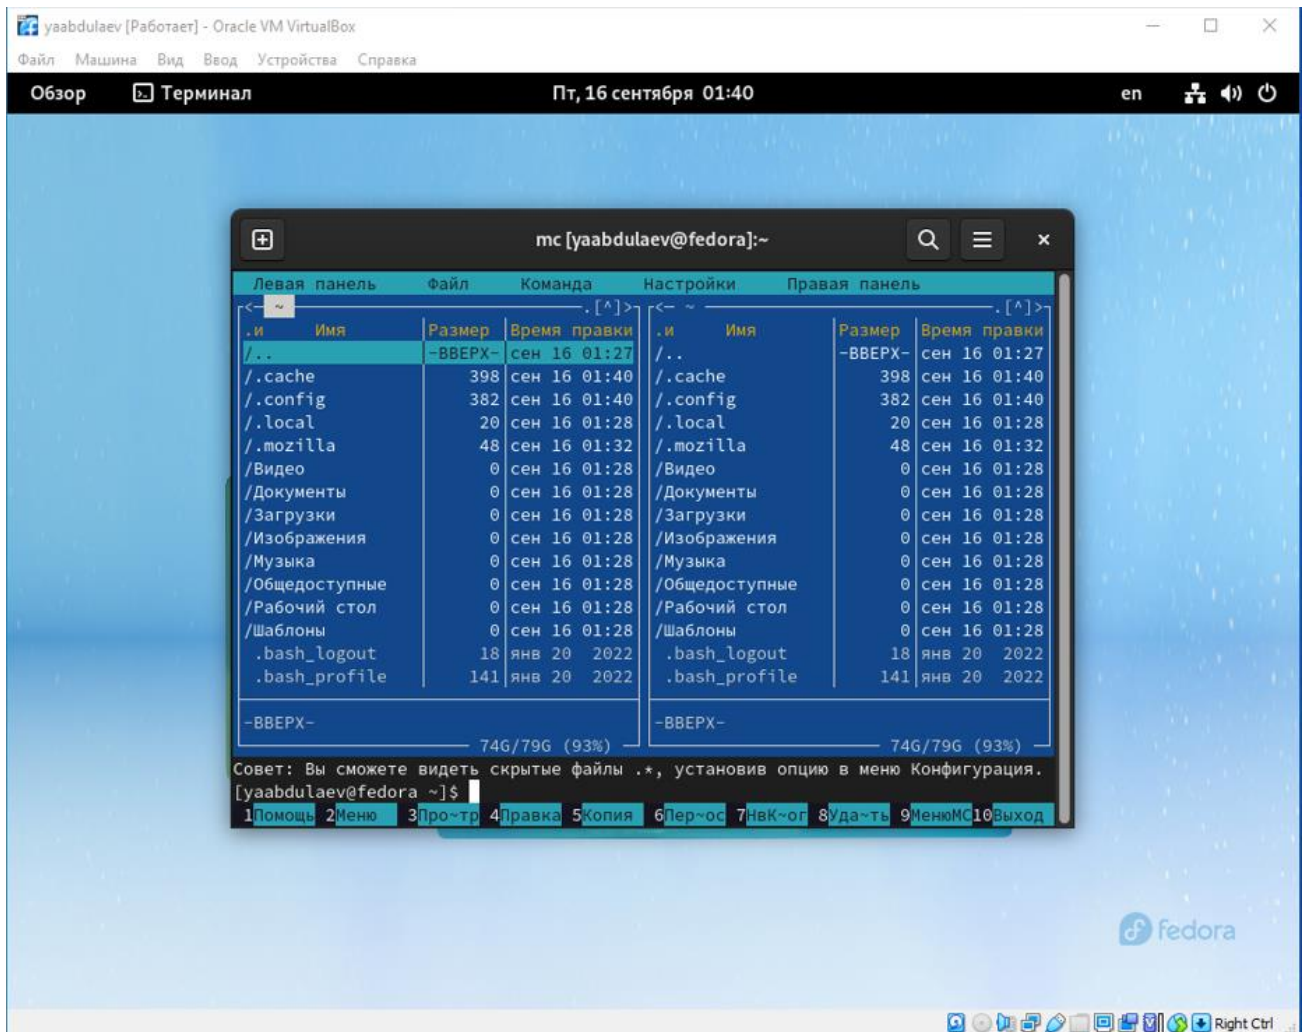 yaabdulaev [Работает] - Oracle VM VirtualBox
Файл Машина Вид Ввод Устройства Справка
Обзор Терминал Пт, 16 сентября 01:40 en
mc [yaabdulaev@fedora]:~
Левая панель Файл Команда Настройки Правая панель
<- ~ .[^]> <- ~ .[^]>
.и Имя Размер Время правки .и Имя Размер Время правки
/.. -ВВЕРХ- сен 16 01:27 /.. -ВВЕРХ- сен 16 01:27
/.cache 398 сен 16 01:40 /.cache 398 сен 16 01:40
/.config 382 сен 16 01:40 /.config 382 сен 16 01:40
/.local 20 сен 16 01:28 /.local 20 сен 16 01:28
/.mozilla 48 сен 16 01:32 /.mozilla 48 сен 16 01:32
/Видео 0 сен 16 01:28 /Видео 0 сен 16 01:28
/Документы 0 сен 16 01:28 /Документы 0 сен 16 01:28
/Загрузки 0 сен 16 01:28 /Загрузки 0 сен 16 01:28
/Изображения 0 сен 16 01:28 /Изображения 0 сен 16 01:28
/Музыка 0 сен 16 01:28 /Музыка 0 сен 16 01:28
/Общедоступные 0 сен 16 01:28 /Общедоступные 0 сен 16 01:28
/Рабочий стол 0 сен 16 01:28 /Рабочий стол 0 сен 16 01:28
/Шаблоны 0 сен 16 01:28 /Шаблоны 0 сен 16 01:28
.bash_logout 18 янв 20 2022 .bash_logout 18 янв 20 2022
.bash_profile 141 янв 20 2022 .bash_profile 141 янв 20 2022
-ВВЕРХ- -ВВЕРХ-
74G/79G (93%) 74G/79G (93%)
Совет: Вы сможете видеть скрытые файлы .*, установив опцию в меню Конфигурация.
[yaabdulaev@fedora ~]$
1Помощь 2Меню 3Про~тр 4Правка 5Копия 6Пер~ос 7НвК~ог 8Уда~ть 9МенюМС10Выход
fedora
Right Ctrl